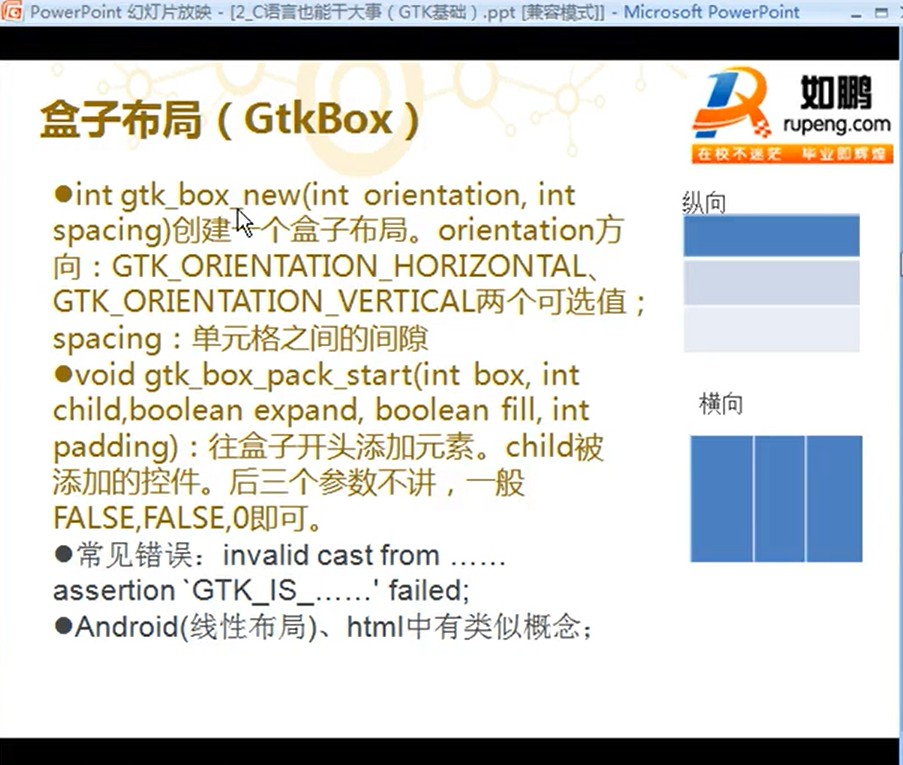 PowerPoint 幻灯片放映 - [2_C语言也能干大事（GTK基础）.ppt [兼容模式]] - Microsoft PowerPoint
盒子布局（GtkBox）
如鹏
rupeng.com
在校不迷茫 毕业即辉煌
●int gtk_box_new(int orientation, int
spacing)创建一个盒子布局。orientation方
向：GTK_ORIENTATION_HORIZONTAL、
GTK_ORIENTATION_VERTICAL两个可选值；
spacing：单元格之间的间隙
●void gtk_box_pack_start(int box, int
child,boolean expand, boolean fill, int
padding)：往盒子开头添加元素。child被
添加的控件。后三个参数不讲，一般
FALSE,FALSE,0即可。
●常见错误：invalid cast from ……
assertion `GTK_IS_……' failed;
●Android(线性布局)、html中有类似概念；
纵向
横向